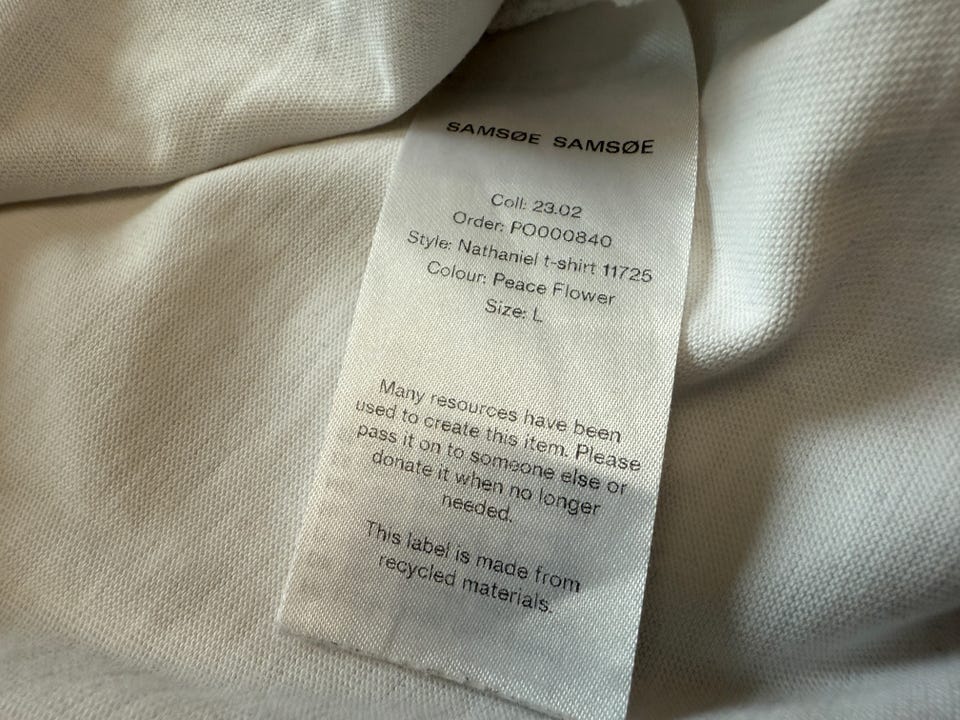 SAMSØE SAMSØE
Coll: 23.02
Order: PO000840
Style: Nathaniel t-shirt 11725
Colour: Peace Flower
Size: L
Many resources have been
used to create this item. Please
pass it on to someone else or
donate it when no longer
needed.
This label is made from
recycled materials.